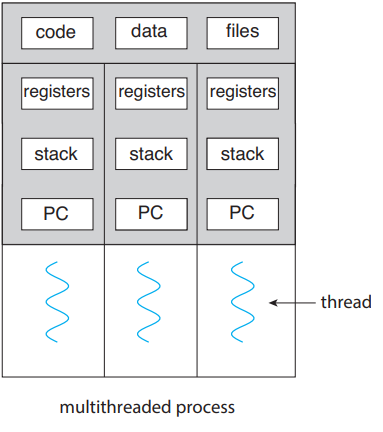 code data files
registers registers registers
stack stack stack
PC PC PC
thread
multithreaded process